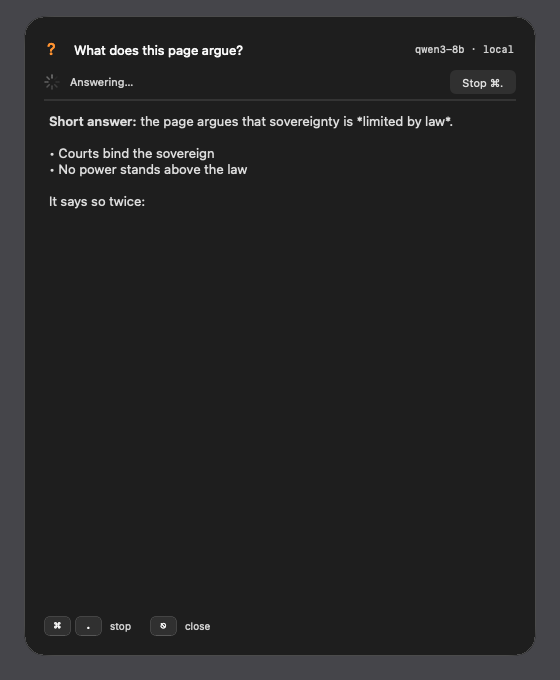 ? What does this page argue? qwen3-8b · local
Answering... Stop ⌘.
Short answer: the page argues that sovereignty is *limited by law*.
• Courts bind the sovereign
• No power stands above the law
It says so twice:
⌘ . stop ⎋ close